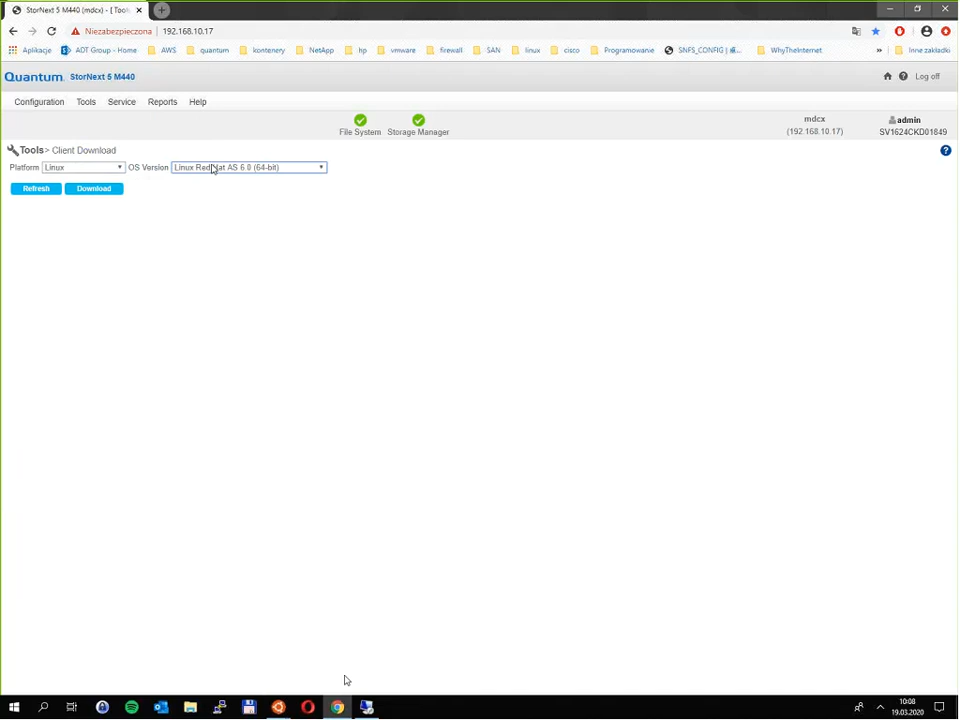 StorNext 5 M440 (mdcx) - [ Tool
Niezabezpieczona 192.168.10.17
Aplikacje ADT Group - Home AWS quantum kontenery NetApp hp vmware firewall SAN linux cisco Programowanie SNFS_CONFIG | WhyTheInternet » Inne zakładki
Quantum. StorNext 5 M440 Log off
Configuration Tools Service Reports Help
File System Storage Manager
mdcx
(192.168.10.17)
admin
SV1624CKD01849
Tools> Client Download
Platform Linux OS Version Linux Red Hat AS 6.0 (64-bit)
Refresh Download
10:08
19.03.2020